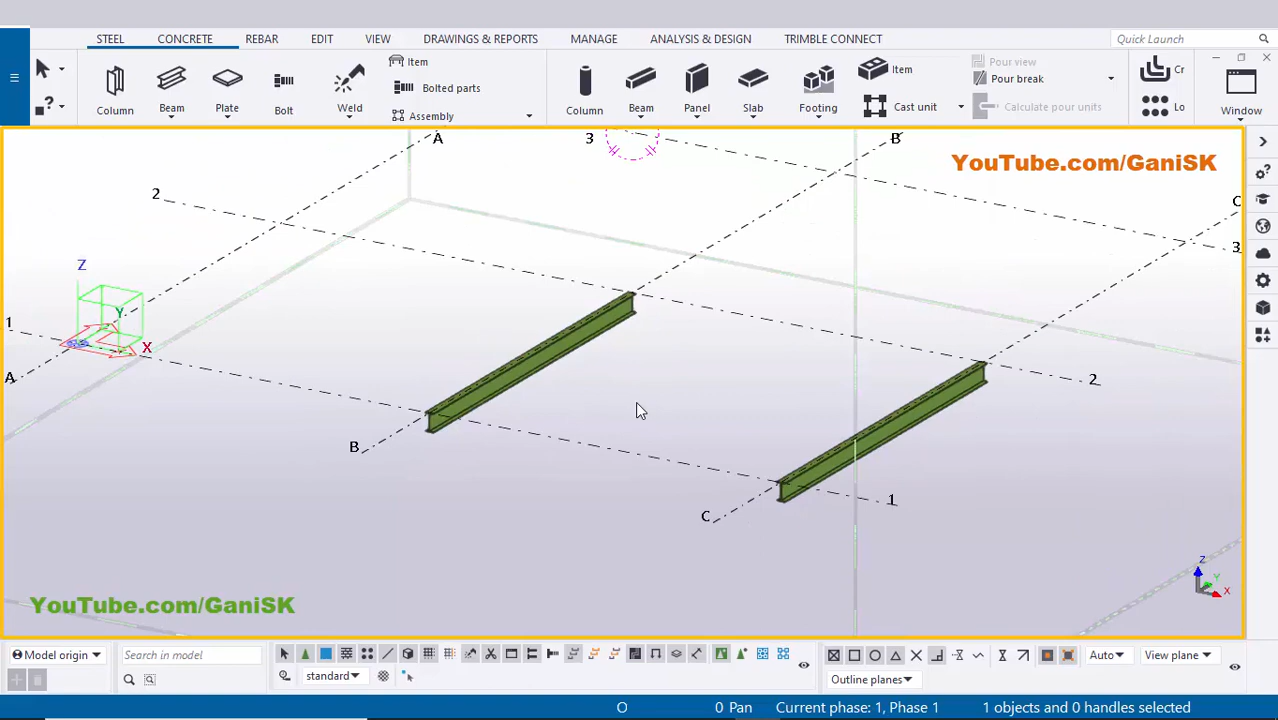 STEEL CONCRETE REBAR EDIT VIEW DRAWINGS & REPORTS MANAGE ANALYSIS & DESIGN TRIMBLE CONNECT Quick Launch
Column Beam Plate Bolt Weld
Item
Bolted parts
Assembly
Column Beam Panel Slab Footing
Item
Cast unit
Pour view
Pour break
Calculate pour units
Cr
Lo
Window
YouTube.com/GaniSK
A 3 B
2
C
3
Z
Y
X
1
A
2
B
1
C
Z
Y
X
YouTube.com/GaniSK
Model origin Search in model
standard
Auto View plane
Outline planes
O 0 Pan Current phase: 1, Phase 1 1 objects and 0 handles selected